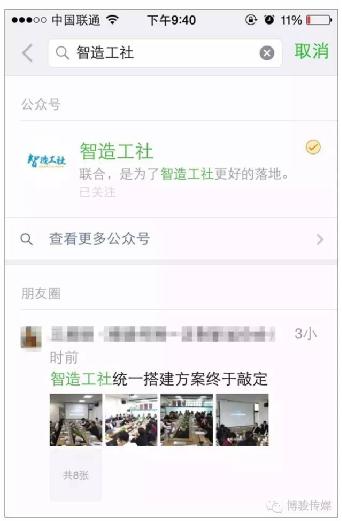 中国联通 下午9:40 11%
智造工社 取消
公众号
智造工社
智造工社
联合，是为了智造工社更好的落地。
已关注
查看更多公众号
朋友圈
3小
时前
智造工社统一搭建方案终于敲定
共8张
博骏传媒